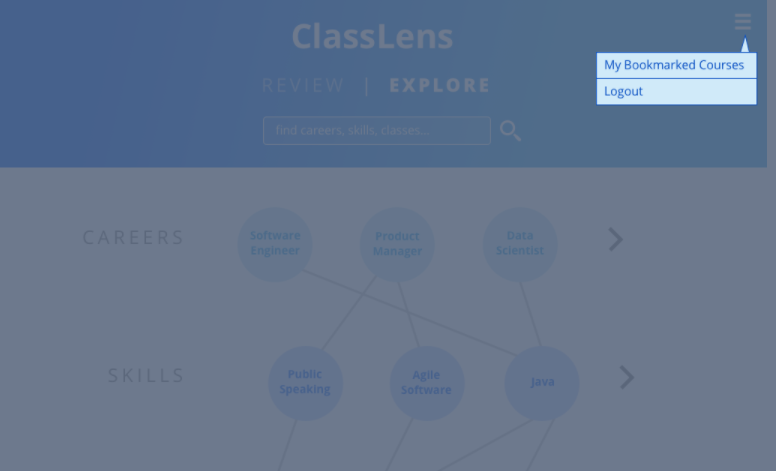 ClassLens
My Bookmarked Courses
REVIEW | EXPLORE
Logout
find careers, skills, classes...
CAREERS
Software
Engineer
Product
Manager
Data
Scientist
SKILLS
Public
Speaking
Agile
Software
Java